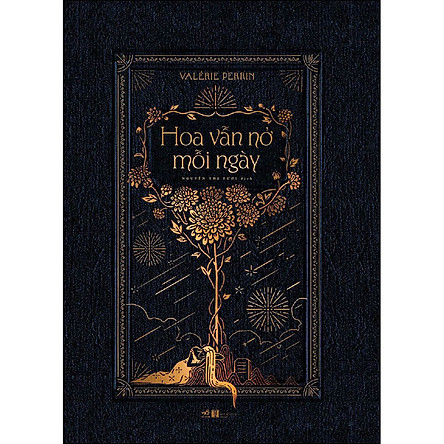 VALÉRIE PERRIN
Hoa vẫn nở
mỗi ngày
NGUYỄN THỊ TƯƠI dịch